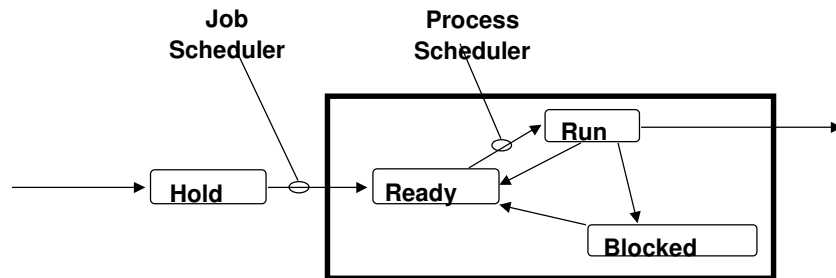 Job
Scheduler
Process
Scheduler
Run
Hold
Ready
Blocked